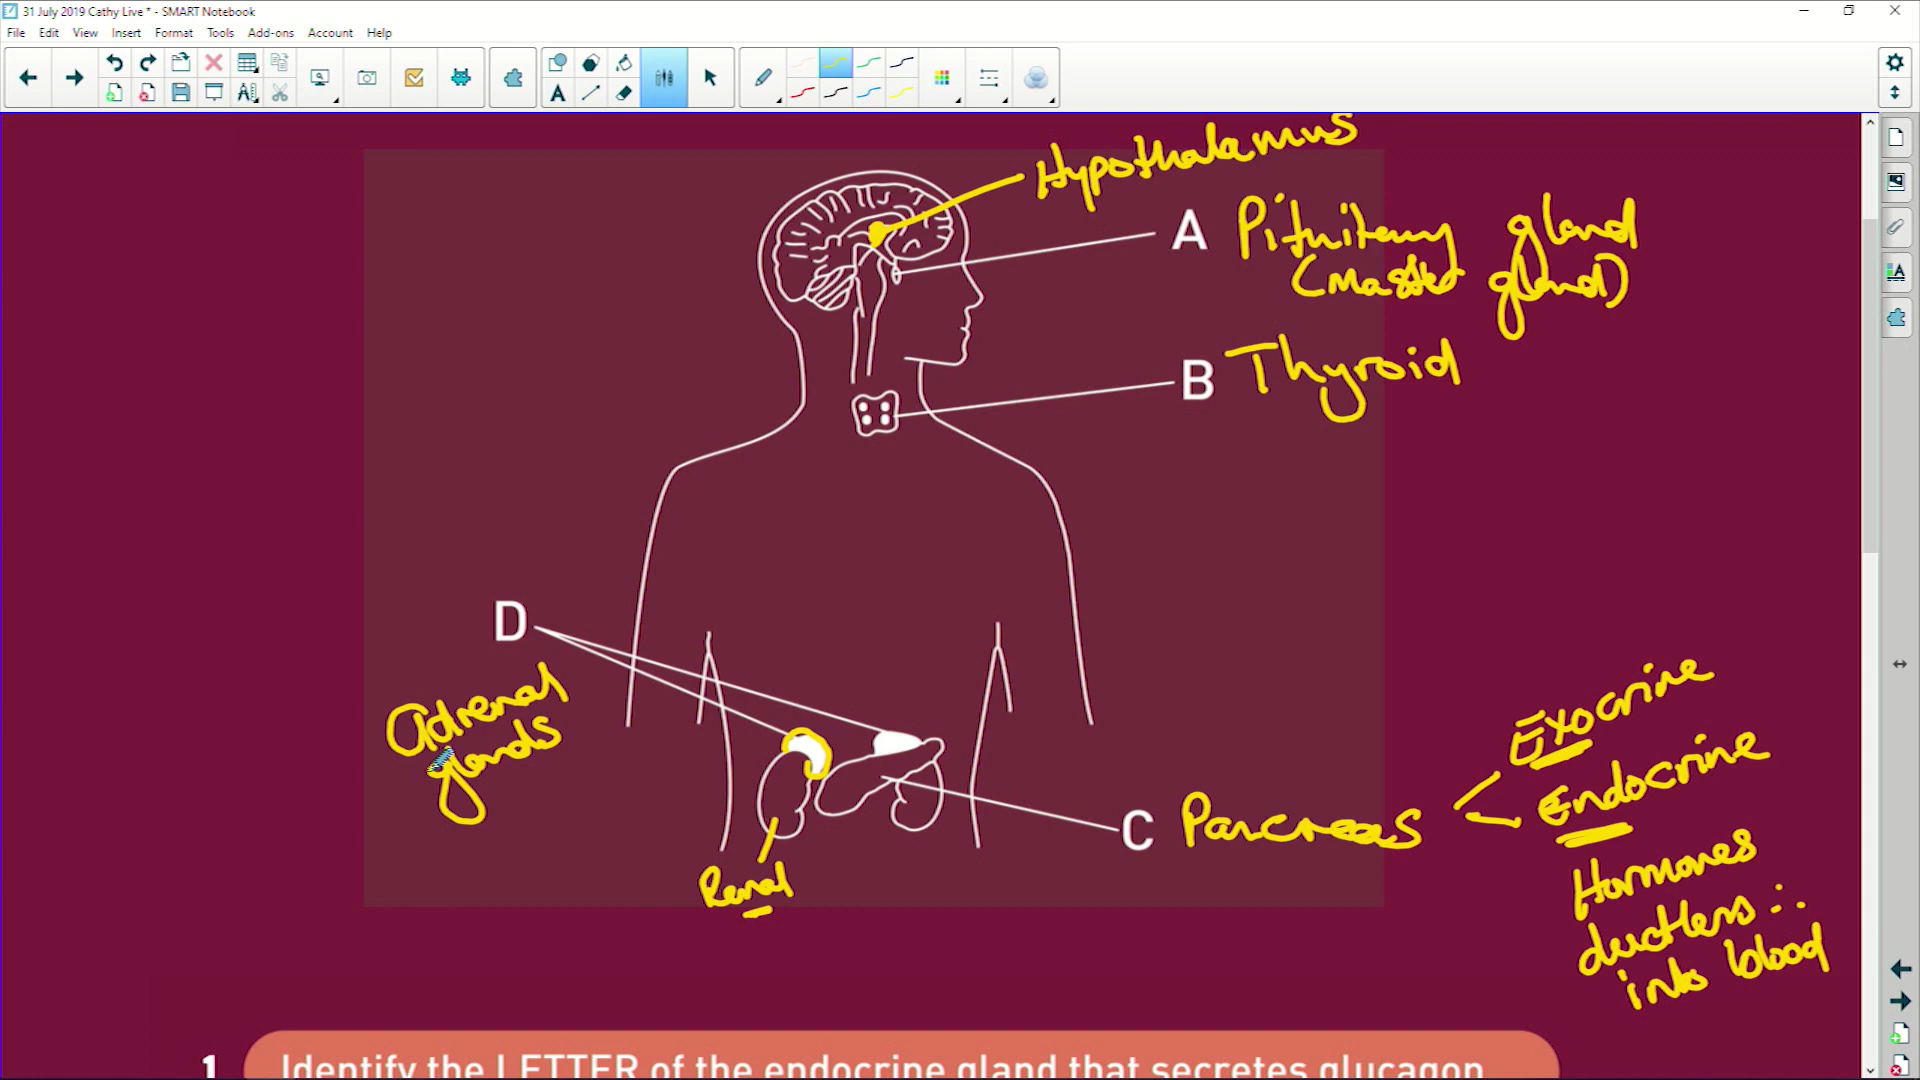 31 July 2019 Cathy Live * - SMART Notebook
File Edit View Insert Format Tools Add-ons Account Help
Hypothalamus
A Pituitary gland
(Master gland)
B Thyroid
D
Adrenal
glands
Exocrine
Endocrine
C Pancreas
Renal
Hormones
ductless ∴
into blood
1 Identify the LETTER of the endocrine gland that secretes glucagon